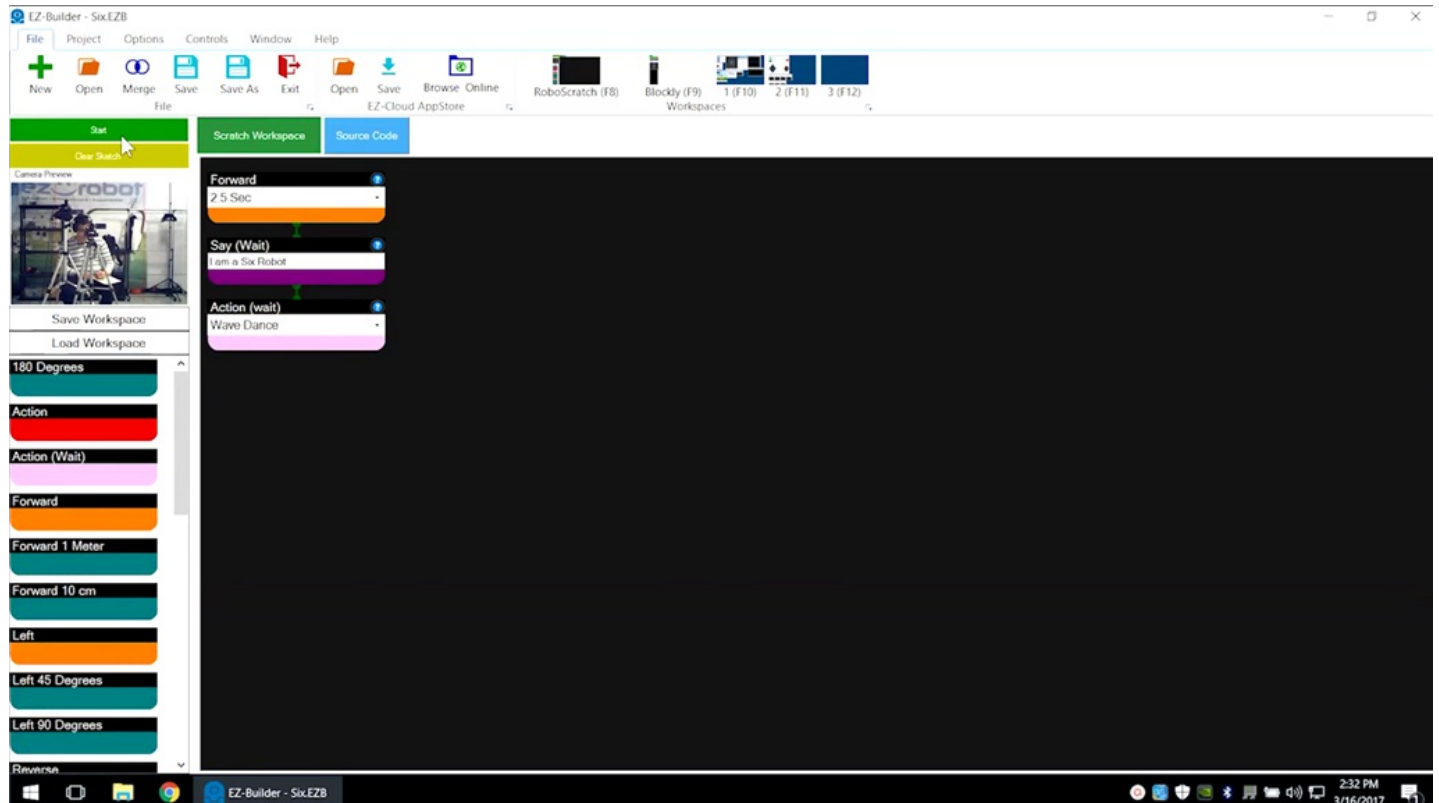 EZ-Builder - Six.EZB
File Project Options Controls Window Help
New Open Merge Save Save As Exit Open Save Browse Online RoboScratch (F8) Blockly (F9) 1 (F10) 2 (F11) 3 (F12)
File EZ-Cloud AppStore Workspaces
Start
Clear Sketch
Scratch Workspace
Source Code
Camera Preview
ez robot
Save Workspace
Load Workspace
180 Degrees
Action
Action (Wait)
Forward
Forward 1 Meter
Forward 10 cm
Left
Left 45 Degrees
Left 90 Degrees
Reverse
Forward
2.5 Sec
Say (Wait)
I am a Six Robot
Action (wait)
Wave Dance
EZ-Builder - Six.EZB
2:32 PM
3/16/2017